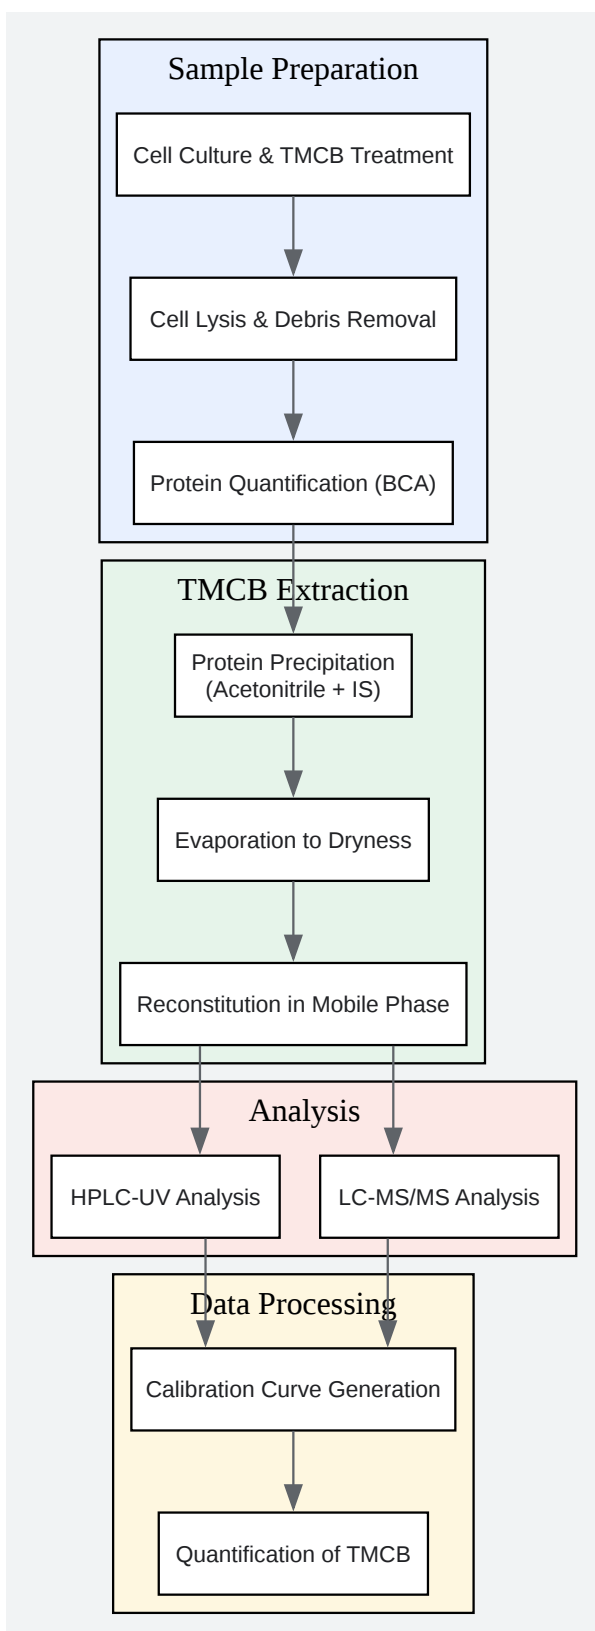 Sample Preparation
Cell Culture & TMCB Treatment
Cell Lysis & Debris Removal
Protein Quantification (BCA)
TMCB Extraction
Protein Precipitation
(Acetonitrile + IS)
Evaporation to Dryness
Reconstitution in Mobile Phase
Analysis
HPLC-UV Analysis
LC-MS/MS Analysis
Data Processing
Calibration Curve Generation
Quantification of TMCB